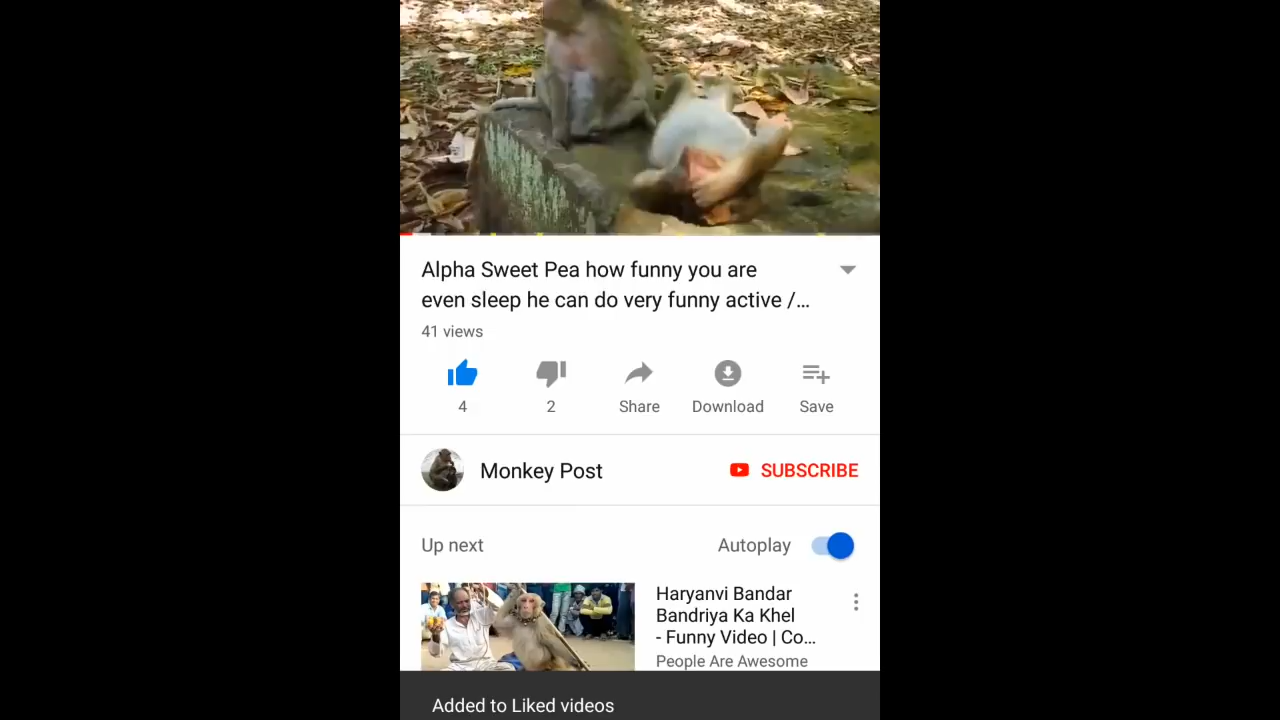 Alpha Sweet Pea how funny you are
even sleep he can do very funny active /...
41 views
4
2
Share
Download
Save
Monkey Post
SUBSCRIBE
Up next
Autoplay
Haryanvi Bandar
Bandriya Ka Khel
- Funny Video | Co...
People Are Awesome
Added to Liked videos